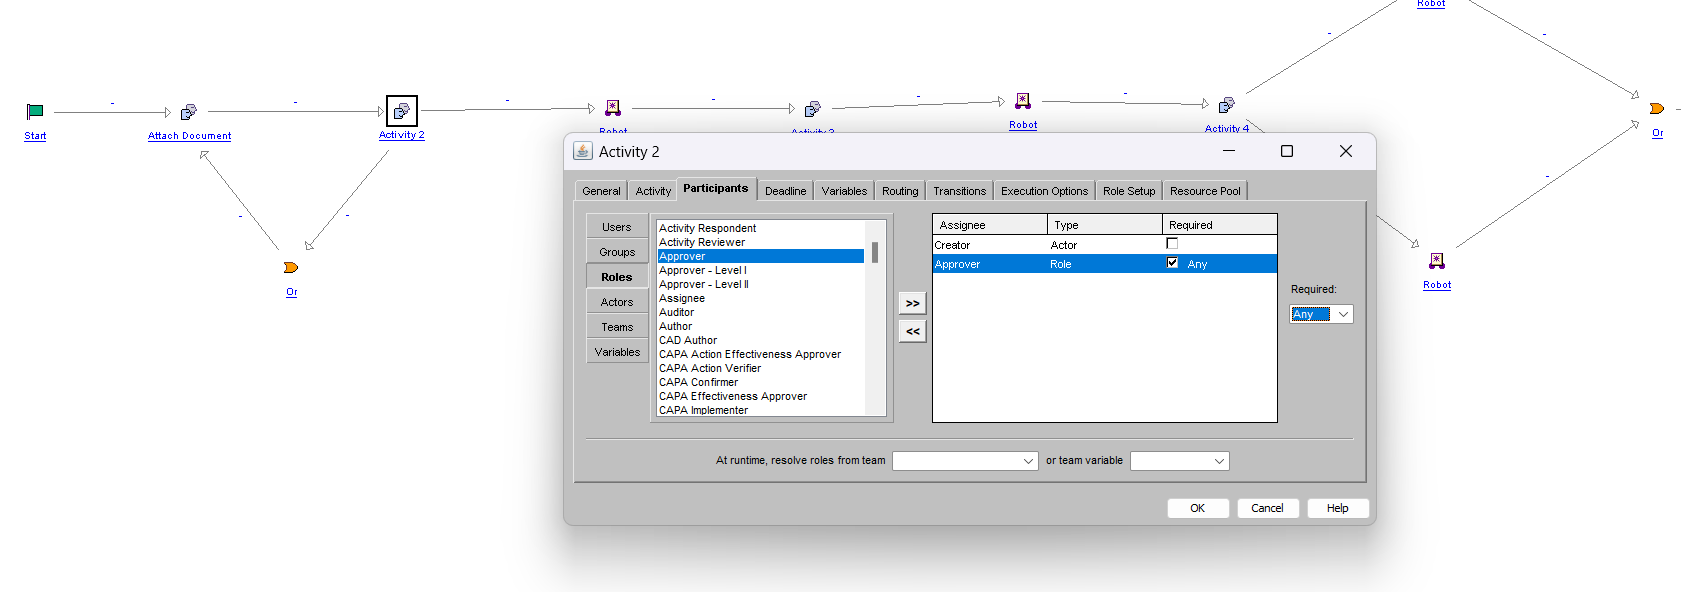 Robot
Start
Attach Document
Activity 2
Robot
Activity 3
Robot
Activity 4
Or
Or
Robot
Activity 2
General Activity Participants Deadline Variables Routing Transitions Execution Options Role Setup Resource Pool
Users
Groups
Roles
Actors
Teams
Variables
Activity Respondent
Activity Reviewer
Approver
Approver - Level I
Approver - Level II
Assignee
Auditor
Author
CAD Author
CAPA Action Effectiveness Approver
CAPA Action Verifier
CAPA Confirmer
CAPA Effectiveness Approver
CAPA Implementer
>>
<<
Assignee Type Required
Creator Actor
Approver Role Any
Required:
Any
At runtime, resolve roles from team or team variable
OK Cancel Help